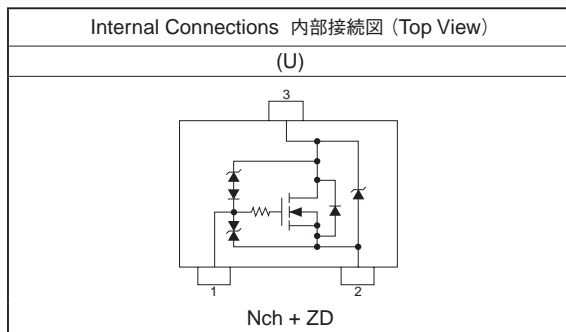 Internal Connections 内部接続図 (Top View)
(U)
3
1
2
Nch + ZD